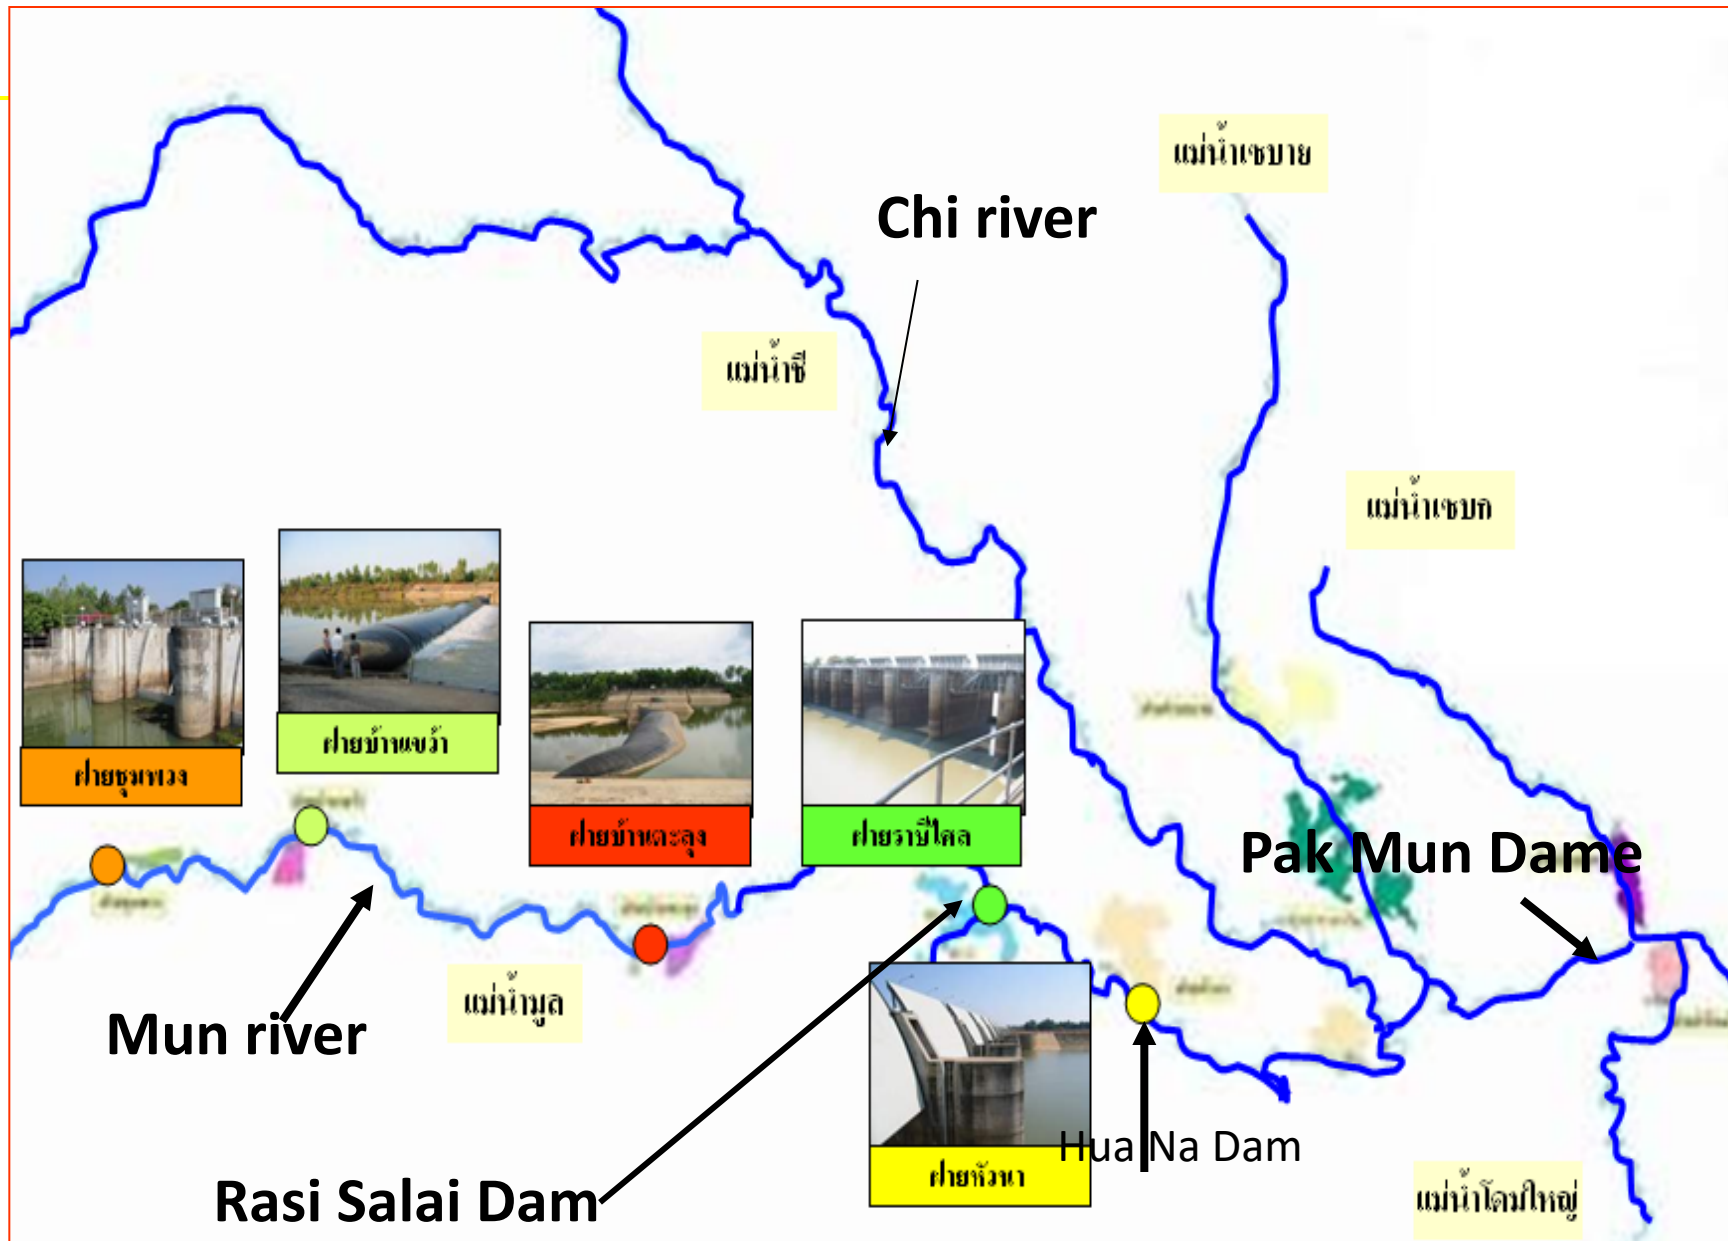 แม่น้ำเซบาย
Chi river
แม่น้ำชี
แม่น้ำเซบก
ฝายชุมพวง
ฝายบ้านเขว้า
ฝายบ้านตะลุง
ฝายราษีไศล
Pak Mun Dame
Mun river
แม่น้ำมูล
Hua Na Dam
ฝายหัวนา
Rasi Salai Dam
แม่น้ำโดมใหญ่